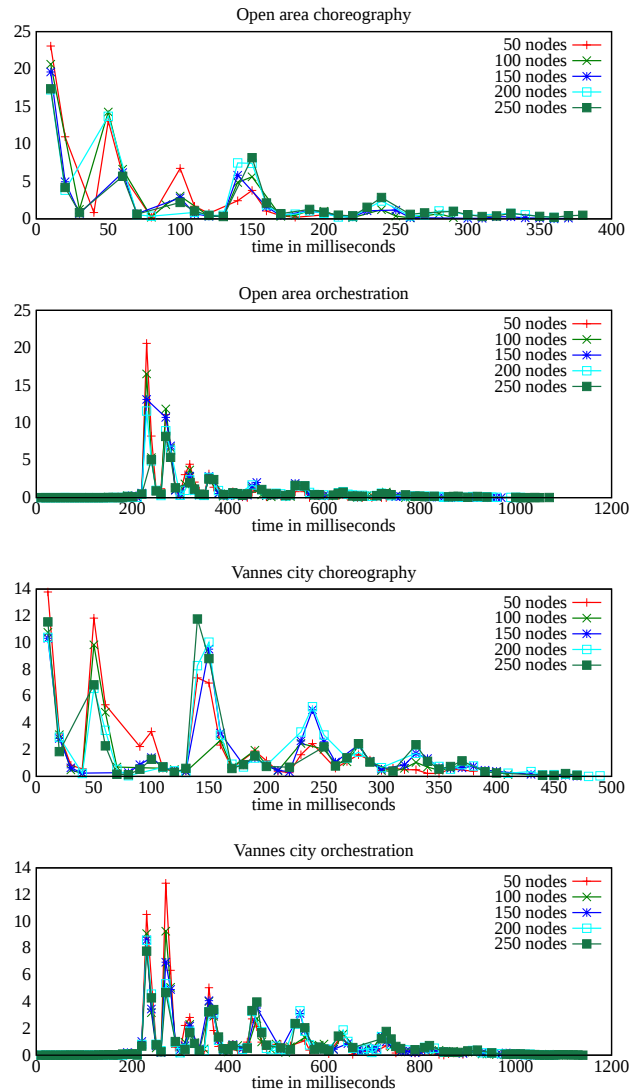 Open area choreography
25
20
15
10
5
0
0 50 100 150 200 250 300 350 400
time in milliseconds
50 nodes
100 nodes
150 nodes
200 nodes
250 nodes
Open area orchestration
25
20
15
10
5
0
0 200 400 600 800 1000 1200
time in milliseconds
50 nodes
100 nodes
150 nodes
200 nodes
250 nodes
Vannes city choreography
14
12
10
8
6
4
2
0
0 50 100 150 200 250 300 350 400 450 500
time in milliseconds
50 nodes
100 nodes
150 nodes
200 nodes
250 nodes
Vannes city orchestration
14
12
10
8
6
4
2
0
0 200 400 600 800 1000 1200
time in milliseconds
50 nodes
100 nodes
150 nodes
200 nodes
250 nodes